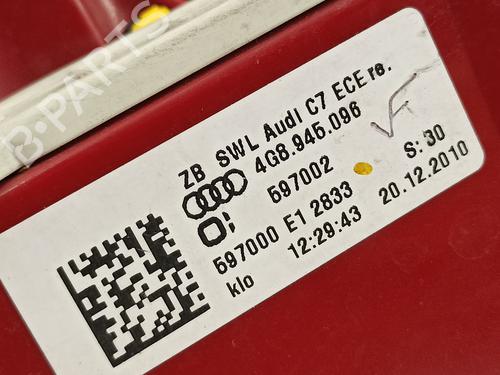 B-PARTS
ZB SWL Audi C7 ECE re.
4G8.945.096
597002
597000 E1 2833 S: 30
klo 12:29:43 20.12.2010